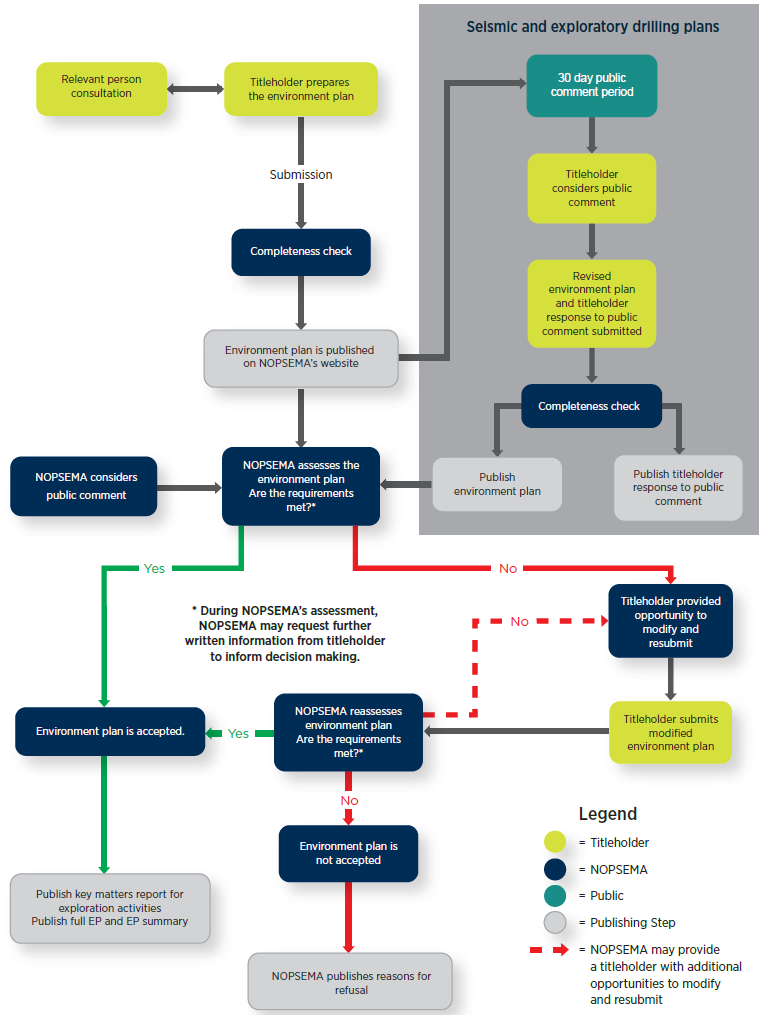 Seismic and exploratory drilling plans
Relevant person
consultation
Titleholder prepares
the environment plan
30 day public
comment period
Submission
Titleholder
considers public
comment
Completeness check
Revised
environment plan
and titleholder
response to public
comment submitted
Environment plan is published
on NOPSEMA's website
Completeness check
NOPSEMA considers
public comment
NOPSEMA assesses the
environment plan
Are the requirements
met?*
Publish
environment plan
Publish titleholder
response to public
comment
Yes
No
* During NOPSEMA's assessment,
NOPSEMA may request further
written information from titleholder
to inform decision making.
No
Titleholder provided
opportunity to
modify and
resubmit
Environment plan is accepted.
Yes
NOPSEMA reassesses
environment plan
Are the requirements
met?*
Titleholder submits
modified
environment plan
No
Environment plan is
not accepted
Publish key matters report for
exploration activities
Publish full EP and EP summary
NOPSEMA publishes reasons for
refusal
Legend
= Titleholder
= NOPSEMA
= Public
= Publishing Step
= NOPSEMA may provide
a titleholder with additional
opportunities to modify
and resubmit